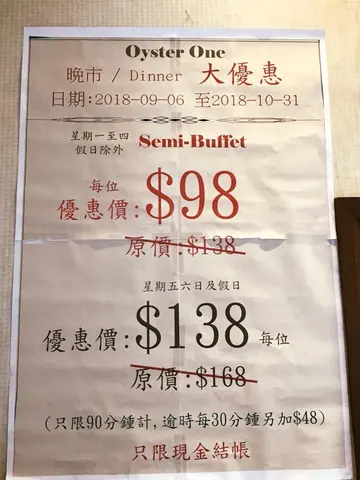 Oyster One
晚市 / Dinner 大優惠
日期:2018-09-06 至2018-10-31
星期一至四
假日除外
Semi-Buffet
每位
優惠價:$98
原價:$138
星期五六日及假日
優惠價:$138 每位
原價:$168
(只限90分鐘計,逾時每30分鐘另加$48)
只限現金結帳